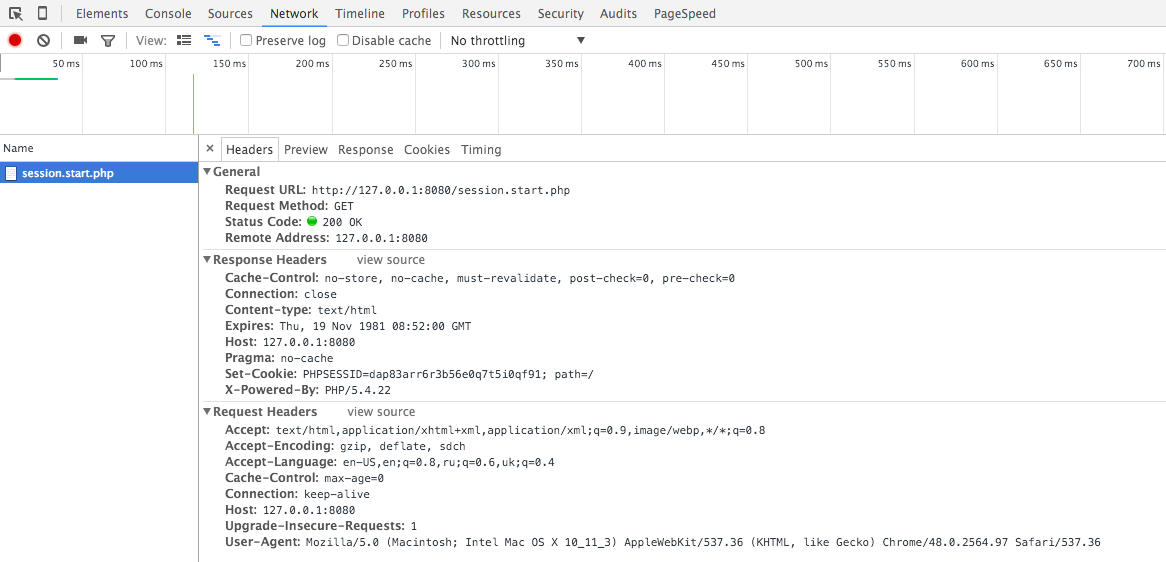 Elements Console Sources Network Timeline Profiles Resources Security Audits PageSpeed
View: Preserve log Disable cache No throttling
50 ms 100 ms 150 ms 200 ms 250 ms 300 ms 350 ms 400 ms 450 ms 500 ms 550 ms 600 ms 650 ms 700 ms
Name
session.start.php
× Headers Preview Response Cookies Timing
General
Request URL: http://127.0.0.1:8080/session.start.php
Request Method: GET
Status Code: 200 OK
Remote Address: 127.0.0.1:8080
Response Headers view source
Cache-Control: no-store, no-cache, must-revalidate, post-check=0, pre-check=0
Connection: close
Content-type: text/html
Expires: Thu, 19 Nov 1981 08:52:00 GMT
Host: 127.0.0.1:8080
Pragma: no-cache
Set-Cookie: PHPSESSID=dap83arr6r3b56e0q7t5i0qf91; path=/
X-Powered-By: PHP/5.4.22
Request Headers view source
Accept: text/html,application/xhtml+xml,application/xml;q=0.9,image/webp,*/*;q=0.8
Accept-Encoding: gzip, deflate, sdch
Accept-Language: en-US,en;q=0.8,ru;q=0.6,uk;q=0.4
Cache-Control: max-age=0
Connection: keep-alive
Host: 127.0.0.1:8080
Upgrade-Insecure-Requests: 1
User-Agent: Mozilla/5.0 (Macintosh; Intel Mac OS X 10_11_3) AppleWebKit/537.36 (KHTML, like Gecko) Chrome/48.0.2564.97 Safari/537.36